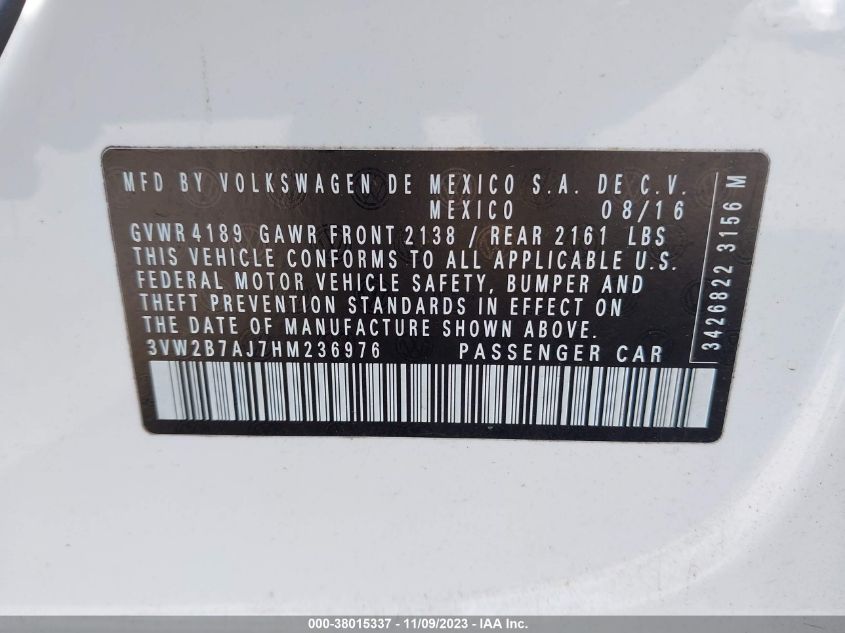 MFD BY VOLKSWAGEN DE MEXICO S.A. DE C.V.
MEXICO 08/16
GVWR 4189 GAWR FRONT 2138 / REAR 2161 LBS
THIS VEHICLE CONFORMS TO ALL APPLICABLE U.S.
FEDERAL MOTOR VEHICLE SAFETY, BUMPER AND
THEFT PREVENTION STANDARDS IN EFFECT ON
THE DATE OF MANUFACTURE SHOWN ABOVE.
3VW2B7AJ7HM236976 PASSENGER CAR
3426822 3156 M
000-38015337 - 11/09/2023 - IAA Inc.